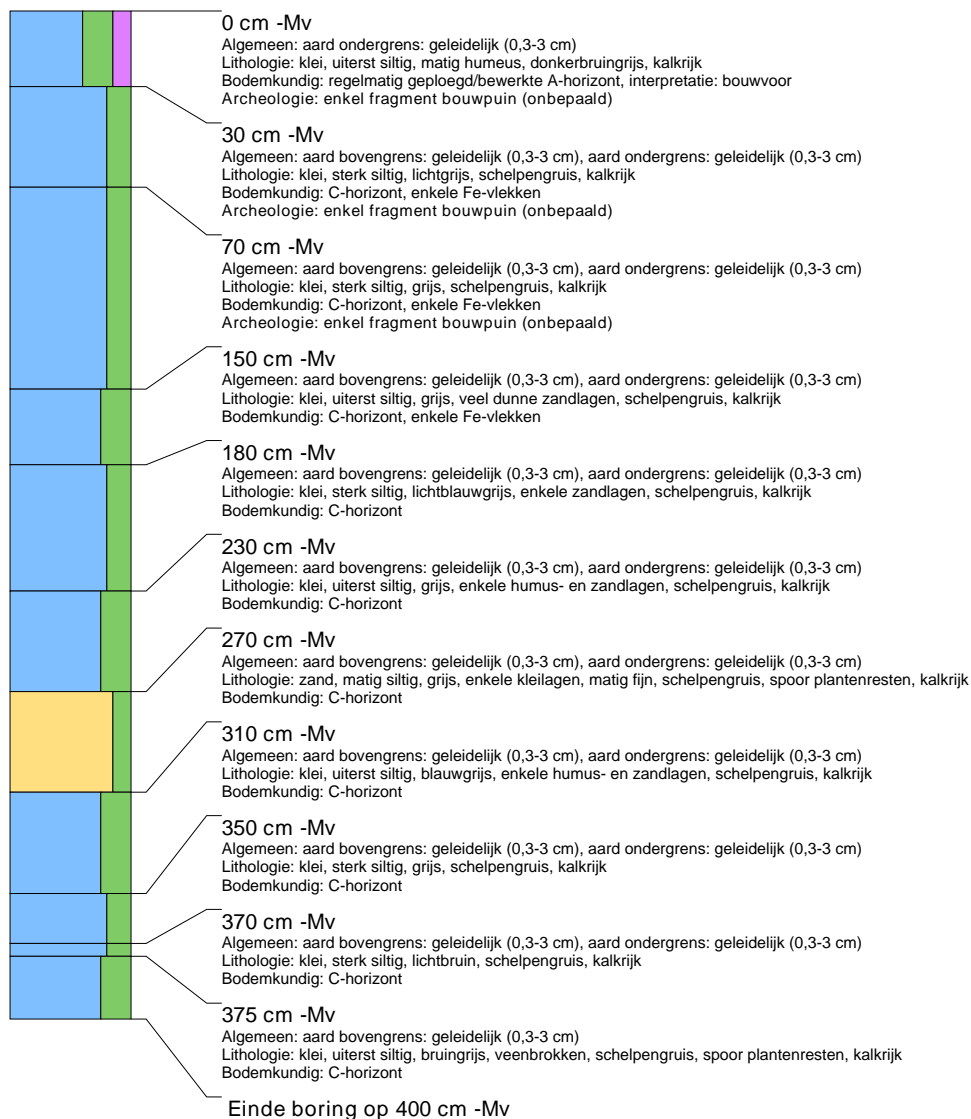 0 cm -Mv
Algemeen: aard ondergrens: geleidelijk (0,3-3 cm)
Lithologie: klei, uiterst siltig, matig humeus, donkerbruingrijs, kalkrijk
Bodemkundig: regelmatig geploegd/bewerkte A-horizont, interpretatie: bouwvoor
Archeologie: enkel fragment bouwpuin (onbepaald)
30 cm -Mv
Algemeen: aard bovengrens: geleidelijk (0,3-3 cm), aard ondergrens: geleidelijk (0,3-3 cm)
Lithologie: klei, sterk siltig, lichtgrijs, schelpengruis, kalkrijk
Bodemkundig: C-horizont, enkele Fe-vlekken
Archeologie: enkel fragment bouwpuin (onbepaald)
70 cm -Mv
Algemeen: aard bovengrens: geleidelijk (0,3-3 cm), aard ondergrens: geleidelijk (0,3-3 cm)
Lithologie: klei, sterk siltig, grijs, schelpengruis, kalkrijk
Bodemkundig: C-horizont, enkele Fe-vlekken
Archeologie: enkel fragment bouwpuin (onbepaald)
150 cm -Mv
Algemeen: aard bovengrens: geleidelijk (0,3-3 cm), aard ondergrens: geleidelijk (0,3-3 cm)
Lithologie: klei, uiterst siltig, grijs, veel dunne zandlagen, schelpengruis, kalkrijk
Bodemkundig: C-horizont, enkele Fe-vlekken
180 cm -Mv
Algemeen: aard bovengrens: geleidelijk (0,3-3 cm), aard ondergrens: geleidelijk (0,3-3 cm)
Lithologie: klei, sterk siltig, lichtblauwgrijs, enkele zandlagen, schelpengruis, kalkrijk
Bodemkundig: C-horizont
230 cm -Mv
Algemeen: aard bovengrens: geleidelijk (0,3-3 cm), aard ondergrens: geleidelijk (0,3-3 cm)
Lithologie: klei, uiterst siltig, grijs, enkele humus- en zandlagen, schelpengruis, kalkrijk
Bodemkundig: C-horizont
270 cm -Mv
Algemeen: aard bovengrens: geleidelijk (0,3-3 cm), aard ondergrens: geleidelijk (0,3-3 cm)
Lithologie: zand, matig siltig, grijs, enkele kleilagen, matig fijn, schelpengruis, spoor plantenresten, kalkrijk
Bodemkundig: C-horizont
310 cm -Mv
Algemeen: aard bovengrens: geleidelijk (0,3-3 cm), aard ondergrens: geleidelijk (0,3-3 cm)
Lithologie: klei, uiterst siltig, blauwgrijs, enkele humus- en zandlagen, schelpengruis, kalkrijk
Bodemkundig: C-horizont
350 cm -Mv
Algemeen: aard bovengrens: geleidelijk (0,3-3 cm), aard ondergrens: geleidelijk (0,3-3 cm)
Lithologie: klei, sterk siltig, grijs, schelpengruis, kalkrijk
Bodemkundig: C-horizont
370 cm -Mv
Algemeen: aard bovengrens: geleidelijk (0,3-3 cm), aard ondergrens: geleidelijk (0,3-3 cm)
Lithologie: klei, sterk siltig, lichtbruin, schelpengruis, kalkrijk
Bodemkundig: C-horizont
375 cm -Mv
Algemeen: aard bovengrens: geleidelijk (0,3-3 cm)
Lithologie: klei, uiterst siltig, bruingrijs, veenbrokken, schelpengruis, spoor plantenresten, kalkrijk
Bodemkundig: C-horizont
Einde boring op 400 cm -Mv